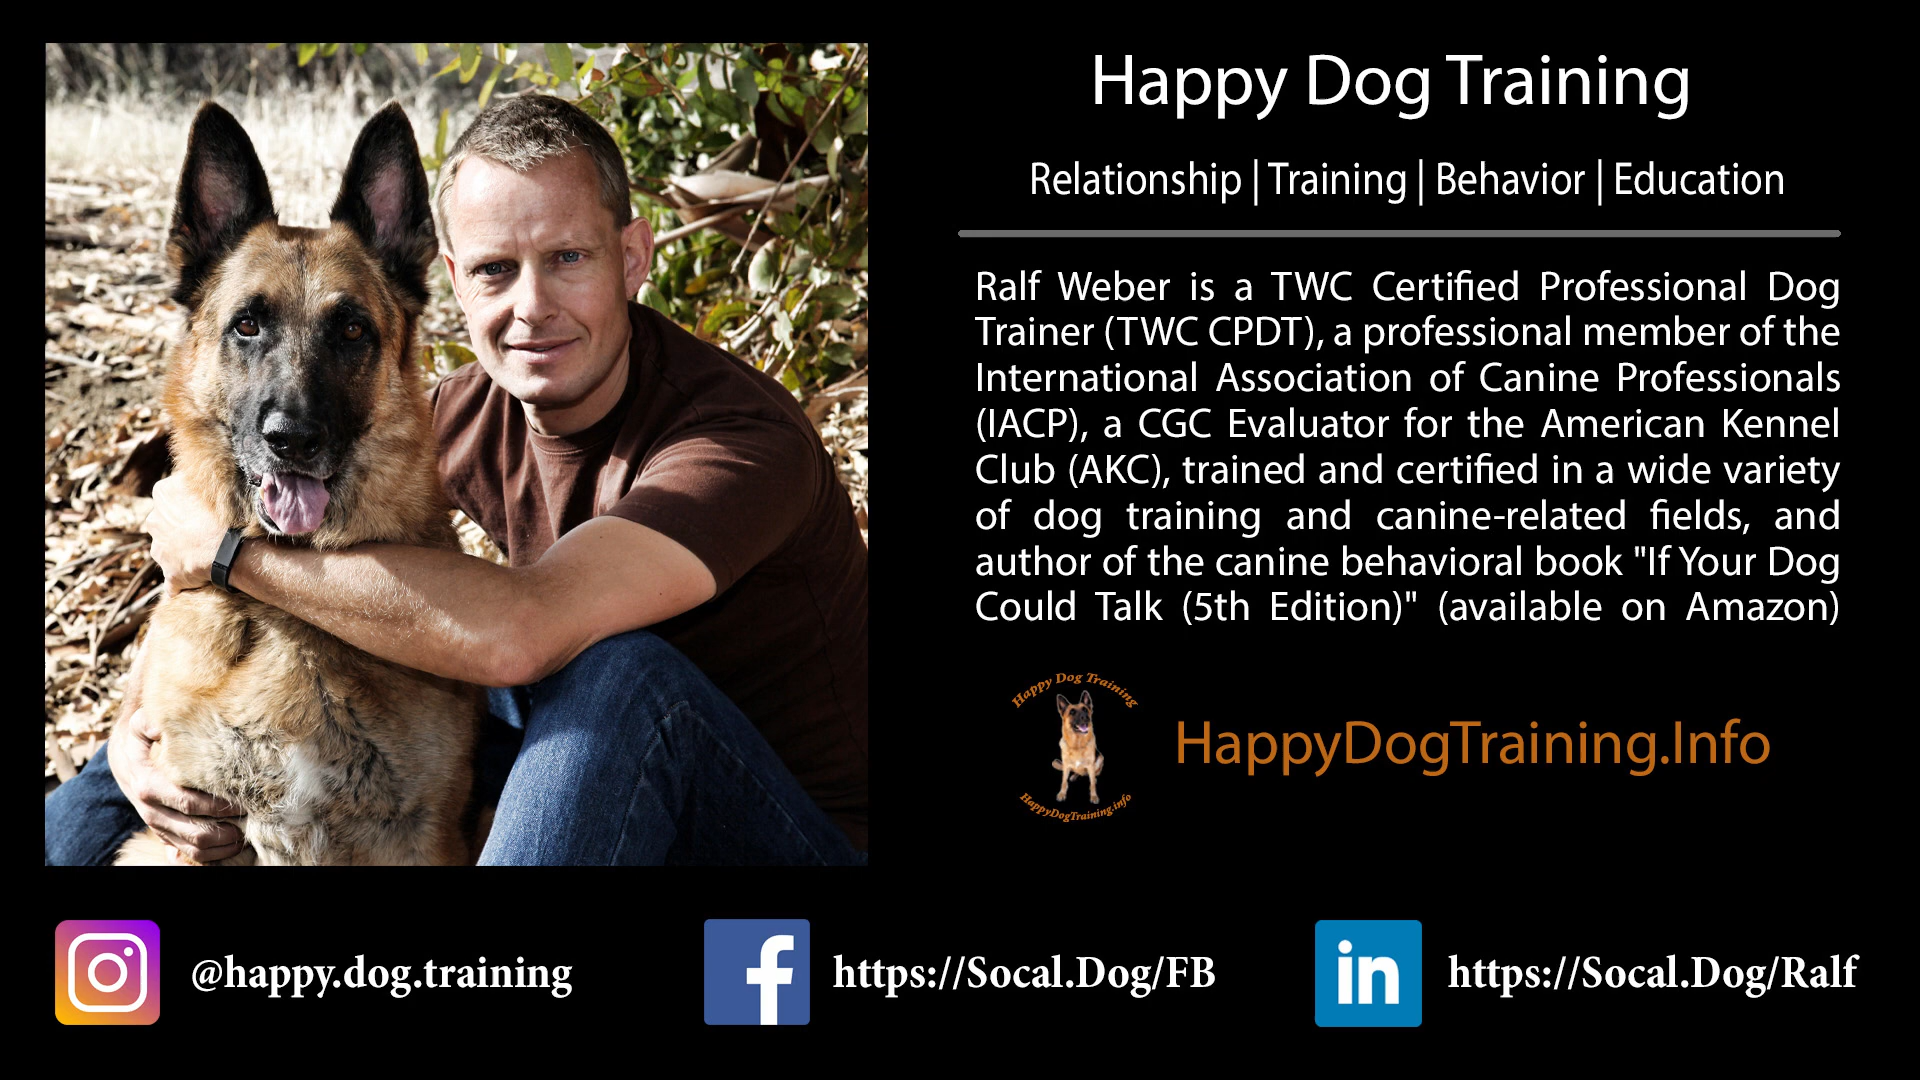 Happy Dog Training
Relationship | Training | Behavior | Education
Ralf Weber is a TWC Certified Professional Dog
Trainer (TWC CPDT), a professional member of the
International Association of Canine Professionals
(IACP), a CGC Evaluator for the American Kennel
Club (AKC), trained and certified in a wide variety
of dog training and canine-related fields, and
author of the canine behavioral book "If Your Dog
Could Talk (5th Edition)" (available on Amazon)
Happy Dog Training
HappyDogTraining.info
HappyDogTraining.Info
@happy.dog.training
https://Socal.Dog/FB
https://Socal.Dog/Ralf